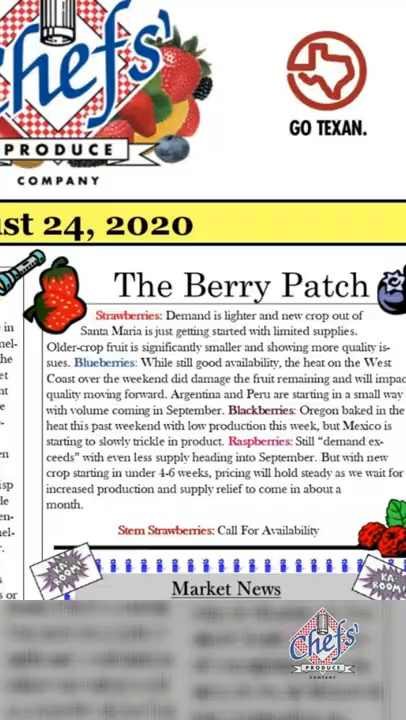 Chefs'
PRODUCE
COMPANY
GO TEXAN.
st 24, 2020
The Berry Patch
Strawberries: Demand is lighter and new crop out of
Santa Maria is just getting started with limited supplies.
Older-crop fruit is significantly smaller and showing more quality is-
sues. Blueberries: While still good availability, the heat on the West
Coast over the weekend did damage the fruit remaining and will impac
quality moving forward. Argentina and Peru are starting in a small way
with volume coming in September. Blackberries: Oregon baked in the
heat this past weekend with low production this week, but Mexico is
starting to slowly trickle in product. Raspberries: Still “demand ex-
ceeds” with even less supply heading into September. But with new
crop starting in under 4-6 weeks, pricing will hold steady as we wait for
increased production and supply relief to come in about a
month.
Stem Strawberries: Call For Availability
KA-
ROOM!
KA-
ROOM!
Market News
Chefs'
PRODUCE
COMPANY